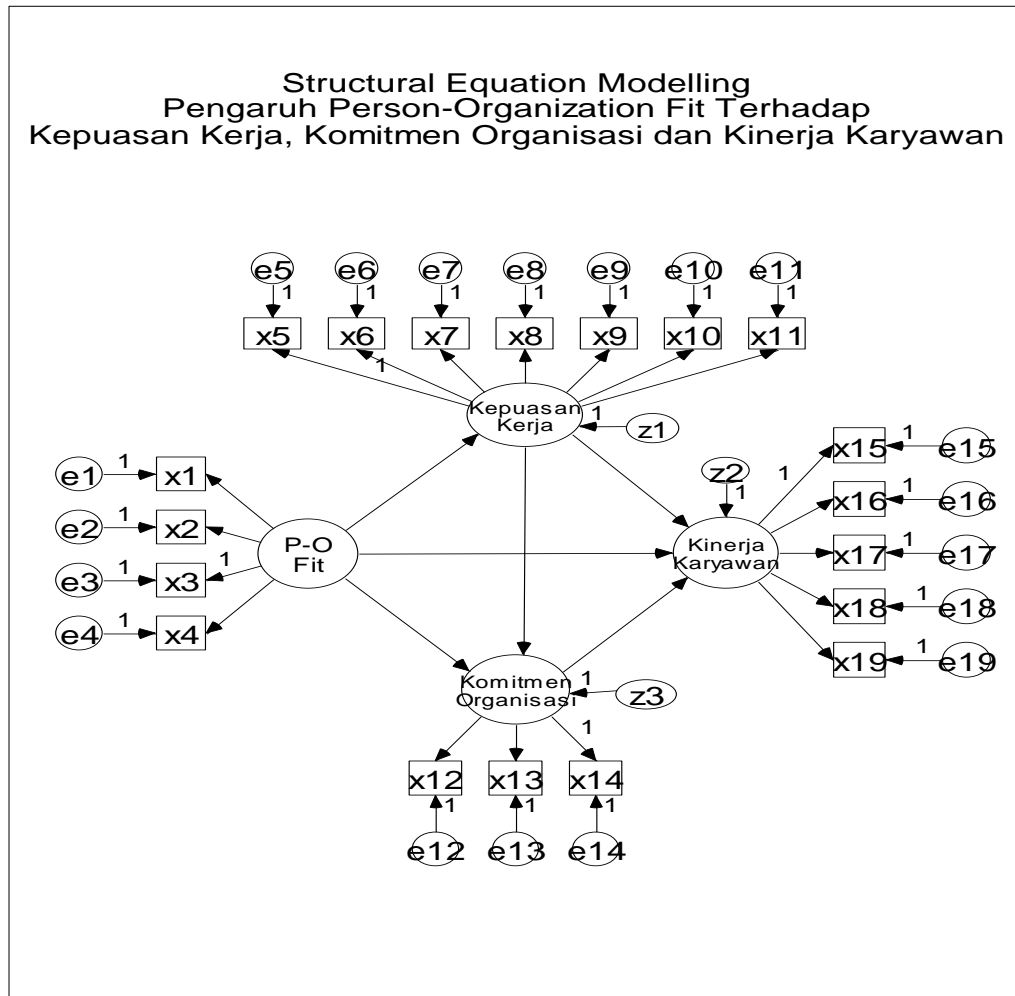 Structural Equation Modelling
Pengaruh Person-Organization Fit Terhadap
Kepuasan Kerja, Komitmen Organisasi dan Kinerja Karyawan
e5 e6 e7 e8 e9 e10 e11
1 1 1 1 1 1 1
x5 x6 x7 x8 x9 x10 x11
1
Kepuasan
Kerja
1 z1
e1 1 x1
e2 1 x2
e3 1 x3 1
e4 1 x4
P-O
Fit
z2
1
Kinerja
Karyawan
1 x15 1 e15
x16 1 e16
x17 1 e17
x18 1 e18
x19 1 e19
Komitmen
Organisasi
1 z3
1
x12 x13 x14
1 1 1
e12 e13 e14